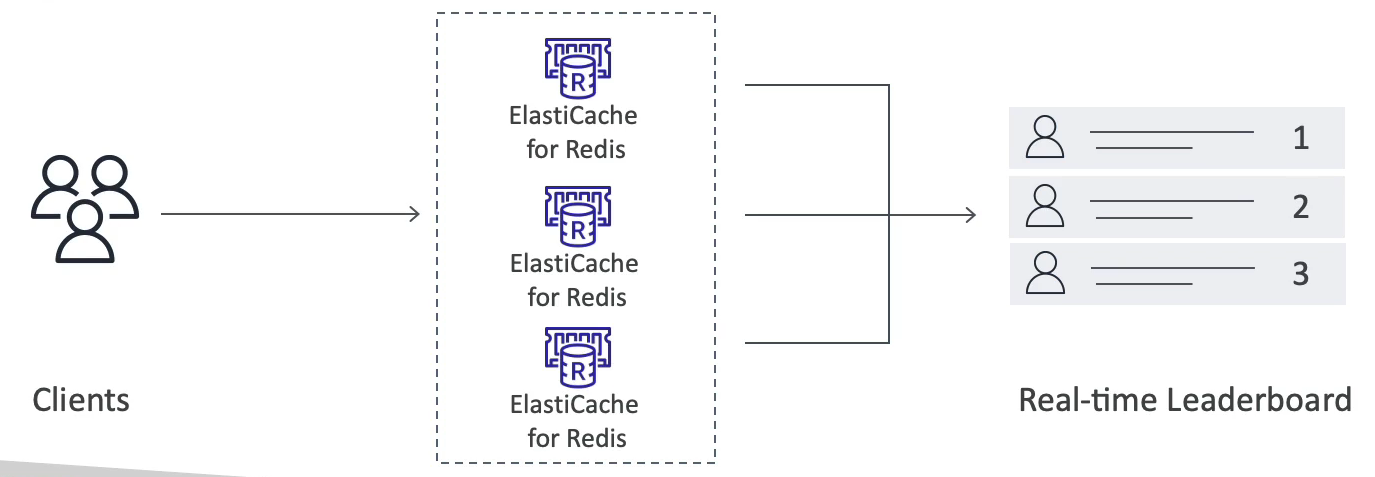 R
ElastiCache
for Redis
R
ElastiCache
for Redis
R
ElastiCache
for Redis
1
2
3
Clients
Real-time Leaderboard